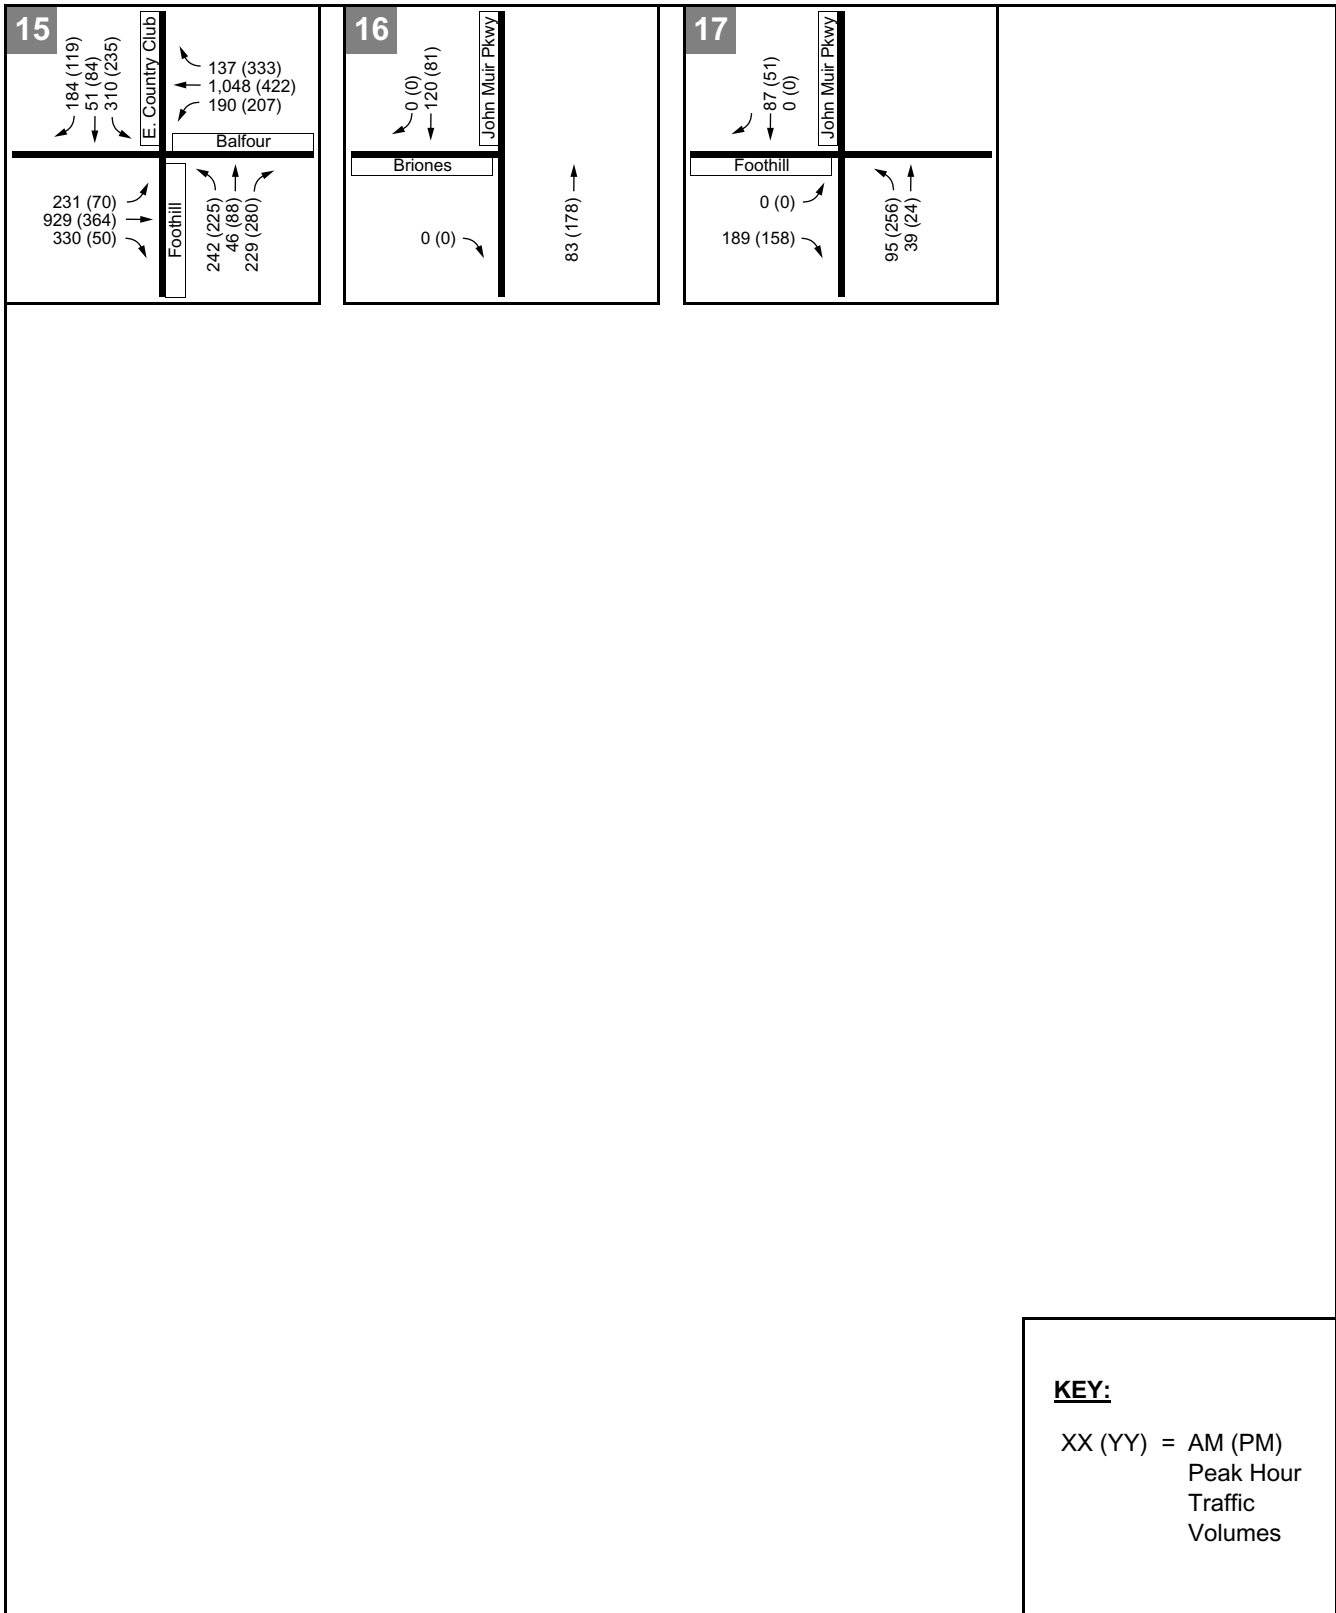 15
184 (119)
51 (84)
310 (235)
E. Country Club
137 (333)
1,048 (422)
190 (207)
Balfour
231 (70)
929 (364)
330 (50)
Foothill
242 (225)
46 (88)
229 (280)
16
0 (0)
120 (81)
John Muir Pkwy
Briones
0 (0)
83 (178)
17
87 (51)
0 (0)
John Muir Pkwy
Foothill
0 (0)
189 (158)
95 (256)
39 (24)
KEY:
XX (YY) = AM (PM)
Peak Hour
Traffic
Volumes